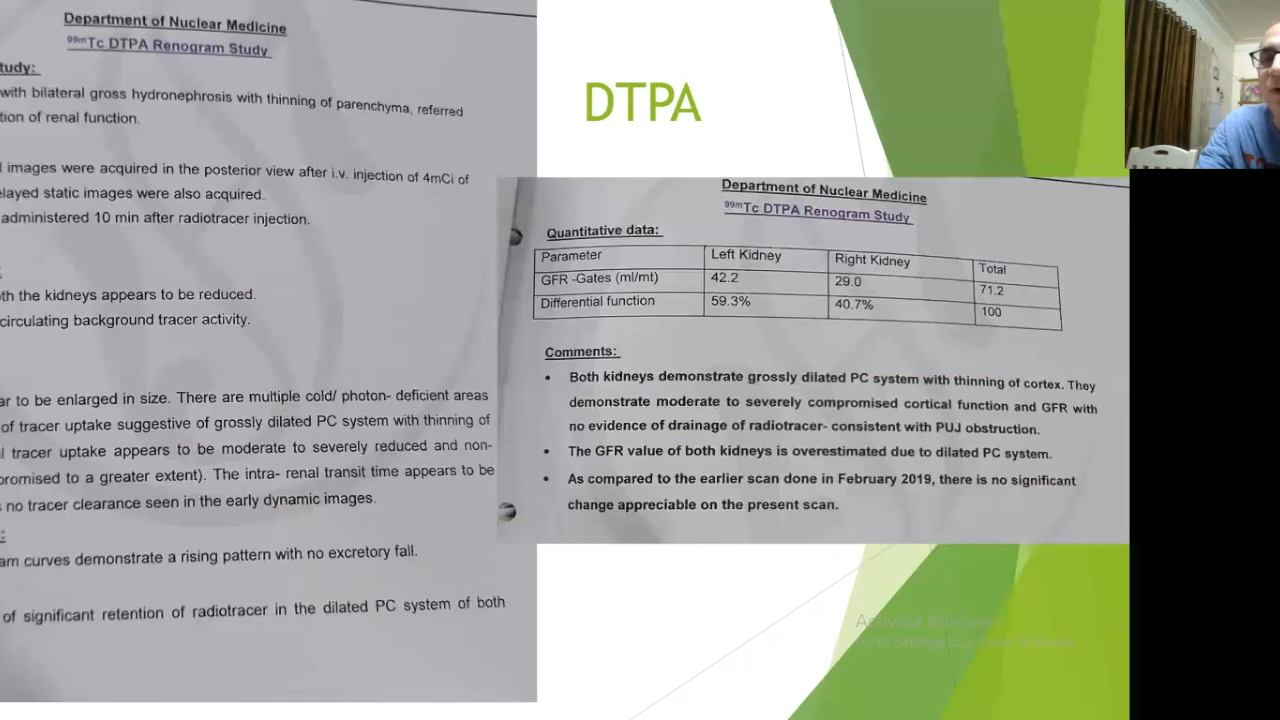 Department of Nuclear Medicine
99mTc DTPA Renogram Study
tudy:
with bilateral gross hydronephrosis with thinning of parenchyma, referred
tion of renal function.
images were acquired in the posterior view after i.v. injection of 4mCi of
elayed static images were also acquired.
administered 10 min after radiotracer injection.
th the kidneys appears to be reduced.
circulating background tracer activity.
ar to be enlarged in size. There are multiple cold/ photon- deficient areas
of tracer uptake suggestive of grossly dilated PC system with thinning of
l tracer uptake appears to be moderate to severely reduced and non-
promised to a greater extent). The intra- renal transit time appears to be
no tracer clearance seen in the early dynamic images.
am curves demonstrate a rising pattern with no excretory fall.
of significant retention of radiotracer in the dilated PC system of both
DTPA
Department of Nuclear Medicine
99mTc DTPA Renogram Study
Quantitative data:
Parameter Left Kidney Right Kidney Total
GFR -Gates (ml/mt) 42.2 29.0 71.2
Differential function 59.3% 40.7% 100
Comments:
• Both kidneys demonstrate grossly dilated PC system with thinning of cortex. They
demonstrate moderate to severely compromised cortical function and GFR with
no evidence of drainage of radiotracer- consistent with PUJ obstruction.
• The GFR value of both kidneys is overestimated due to dilated PC system.
• As compared to the earlier scan done in February 2019, there is no significant
change appreciable on the present scan.
Activate Windows
Go to Settings to activate Windows.